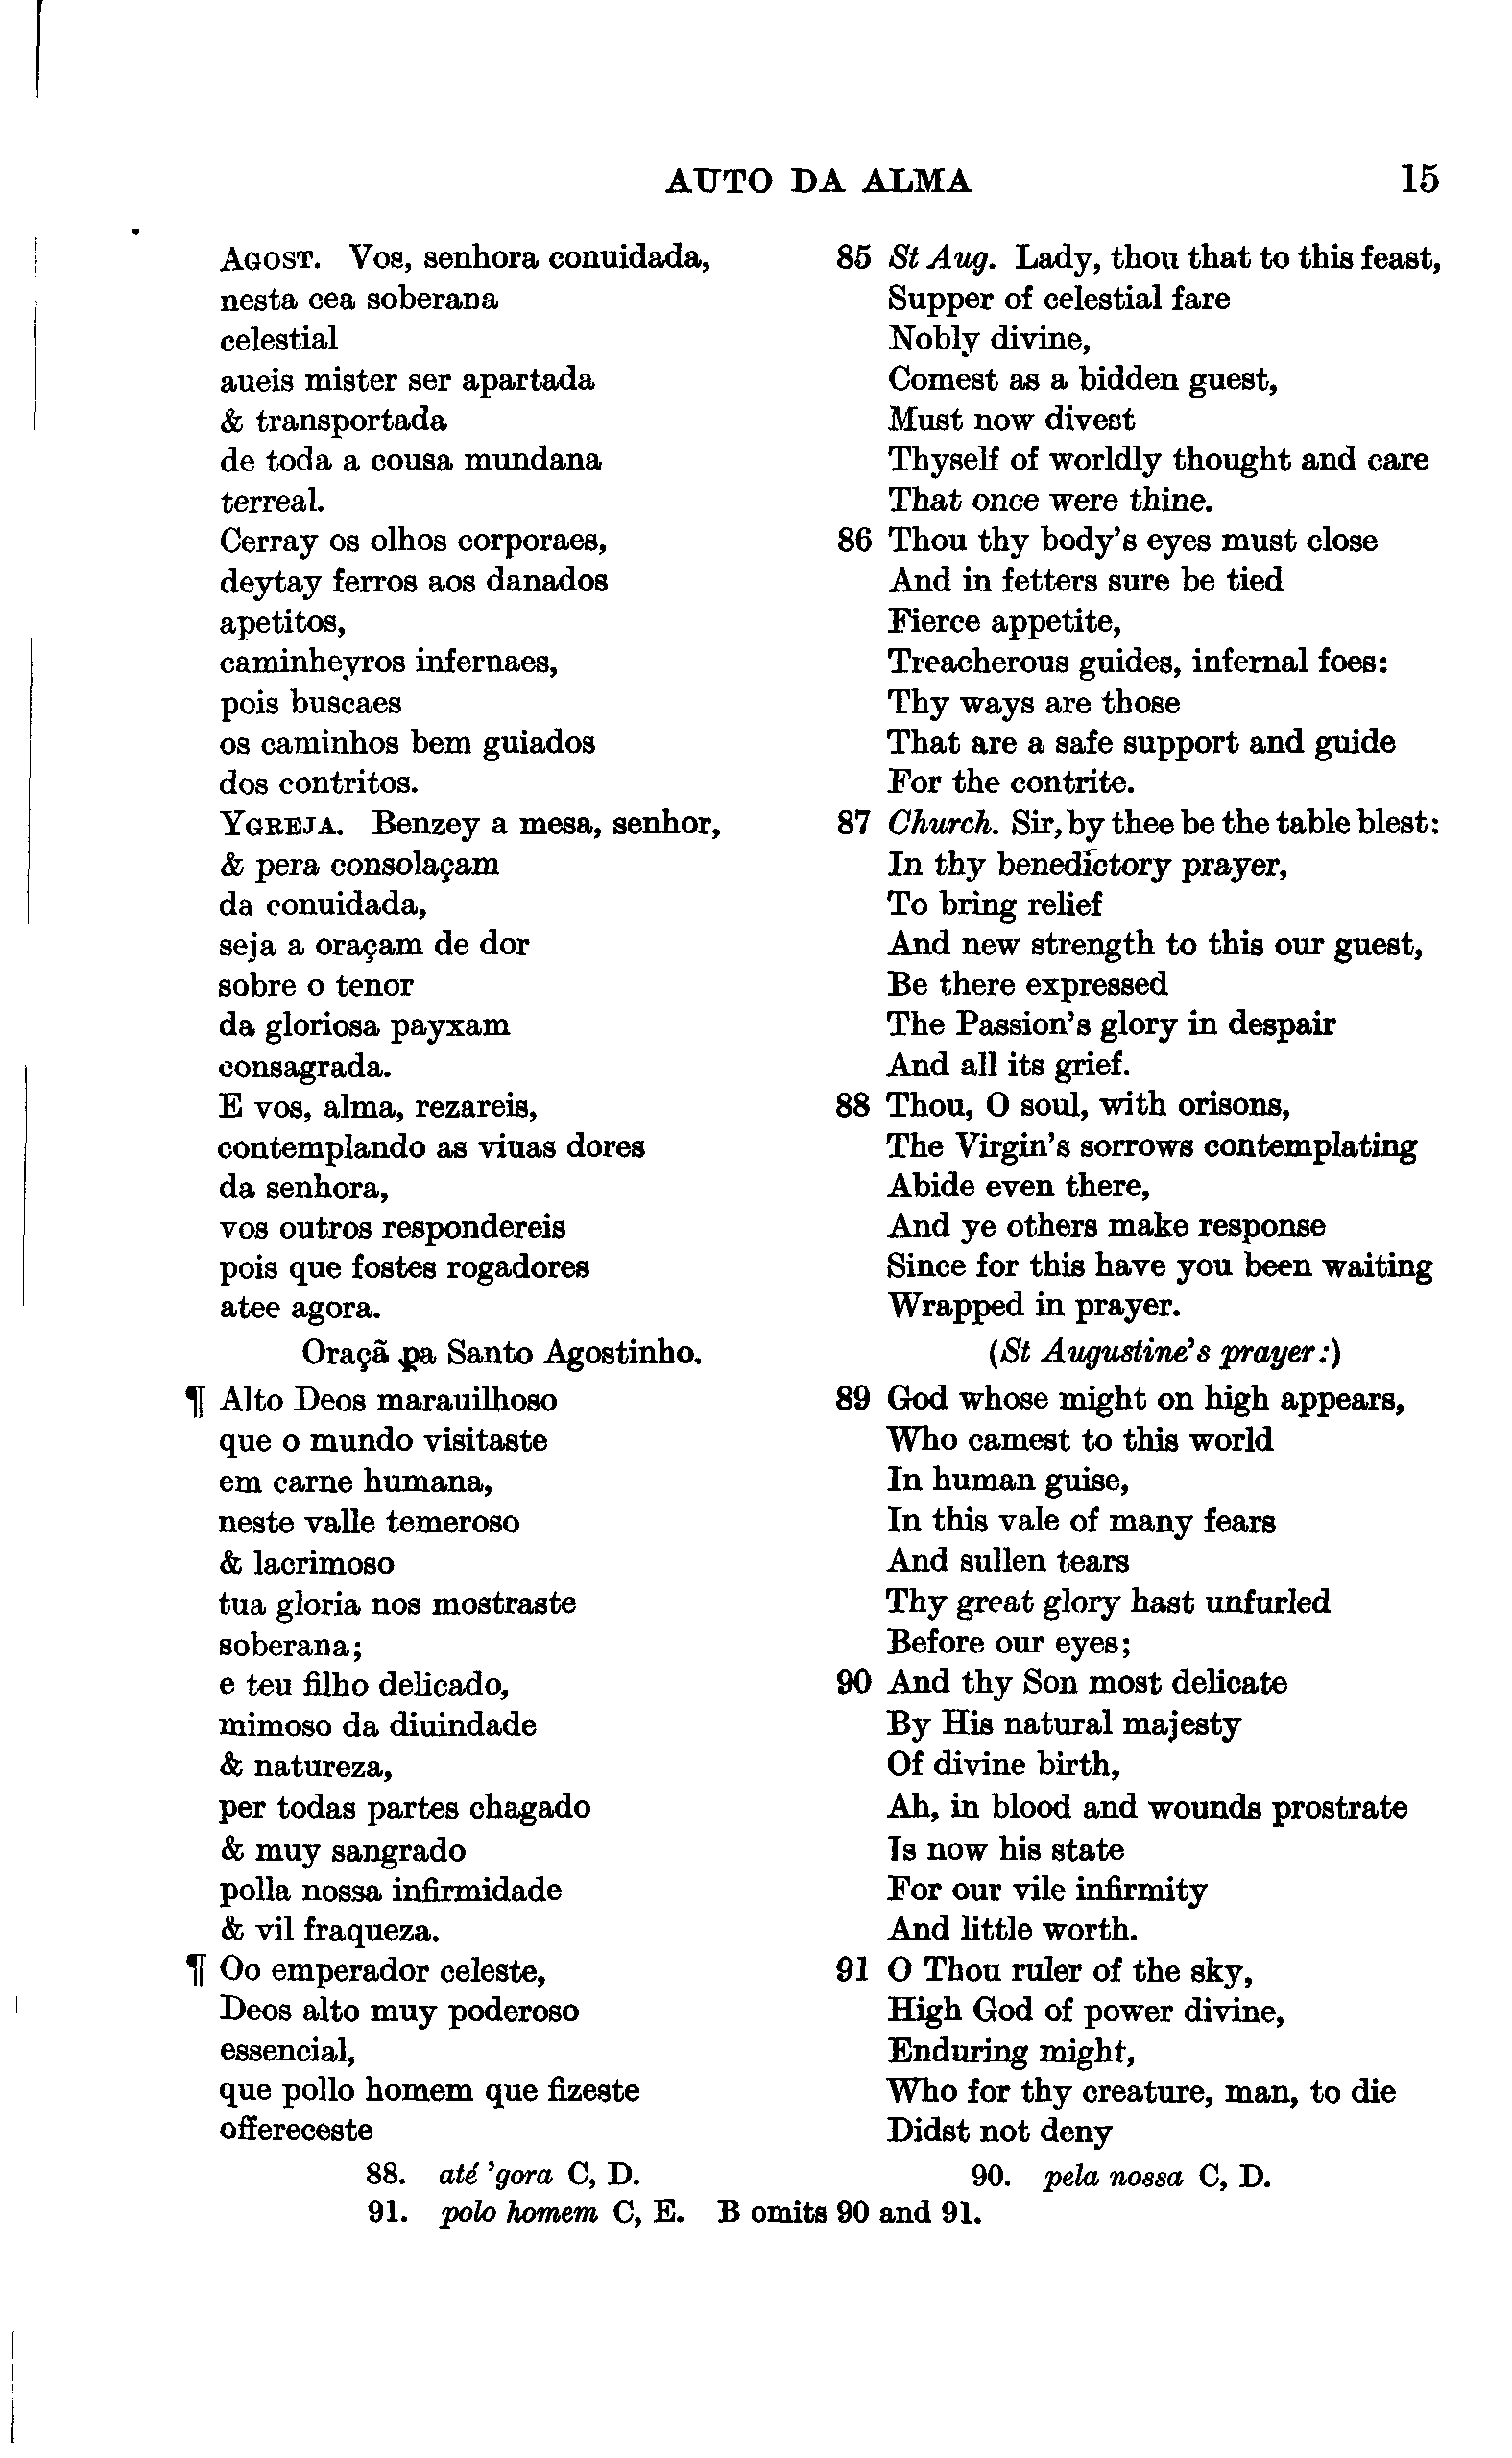 AUTO DA ALMA 15
AGOST. Vos, senhora conuidada,
nesta cea soberana
celestial
aueis mister ser apartada
& transportada
de toda a cousa mundana
terreal.
Cerray os olhos corporaes,
deytay ferros aos danados
apetitos,
caminheyros infernaes,
pois buscaes
os caminhos bem guiados
dos contritos.
YGREJA. Benzey a mesa, senhor,
& pera consolaçam
da conuidada,
seja a oraçam de dor
sobre o tenor
da gloriosa payxam
consagrada.
E vos, alma, rezareis,
contemplando as viuas dores
da senhora,
vos outros respondereis
pois que fostes rogadores
atee agora.
Oraçã ꝑa Santo Agostinho.
¶ Alto Deos marauilhoso
que o mundo visitaste
em carne humana,
neste valle temeroso
& lacrimoso
tua gloria nos mostraste
soberana;
e teu filho delicado,
mimoso da diuindade
& natureza,
per todas partes chagado
& muy sangrado
polla nossa infirmidade
& vil fraqueza.
¶ Oo emperador celeste,
Deos alto muy poderoso
essencial,
que pollo homem que fizeste
offereceste
85 St Aug. Lady, thou that to this feast,
Supper of celestial fare
Nobly divine,
Comest as a bidden guest,
Must now divest
Thyself of worldly thought and care
That once were thine.
86 Thou thy body's eyes must close
And in fetters sure be tied
Fierce appetite,
Treacherous guides, infernal foes:
Thy ways are those
That are a safe support and guide
For the contrite.
87 Church. Sir, by thee be the table blest:
In thy benedictory prayer,
To bring relief
And new strength to this our guest,
Be there expressed
The Passion's glory in despair
And all its grief.
88 Thou, O soul, with orisons,
The Virgin's sorrows contemplating
Abide even there,
And ye others make response
Since for this have you been waiting
Wrapped in prayer.
(St Augustine's prayer:)
89 God whose might on high appears,
Who camest to this world
In human guise,
In this vale of many fears
And sullen tears
Thy great glory hast unfurled
Before our eyes;
90 And thy Son most delicate
By His natural majesty
Of divine birth,
Ah, in blood and wounds prostrate
Is now his state
For our vile infirmity
And little worth.
91 O Thou ruler of the sky,
High God of power divine,
Enduring might,
Who for thy creature, man, to die
Didst not deny
88. até 'gora C, D. 90. pela nossa C, D.
91. polo homem C, E. B omits 90 and 91.